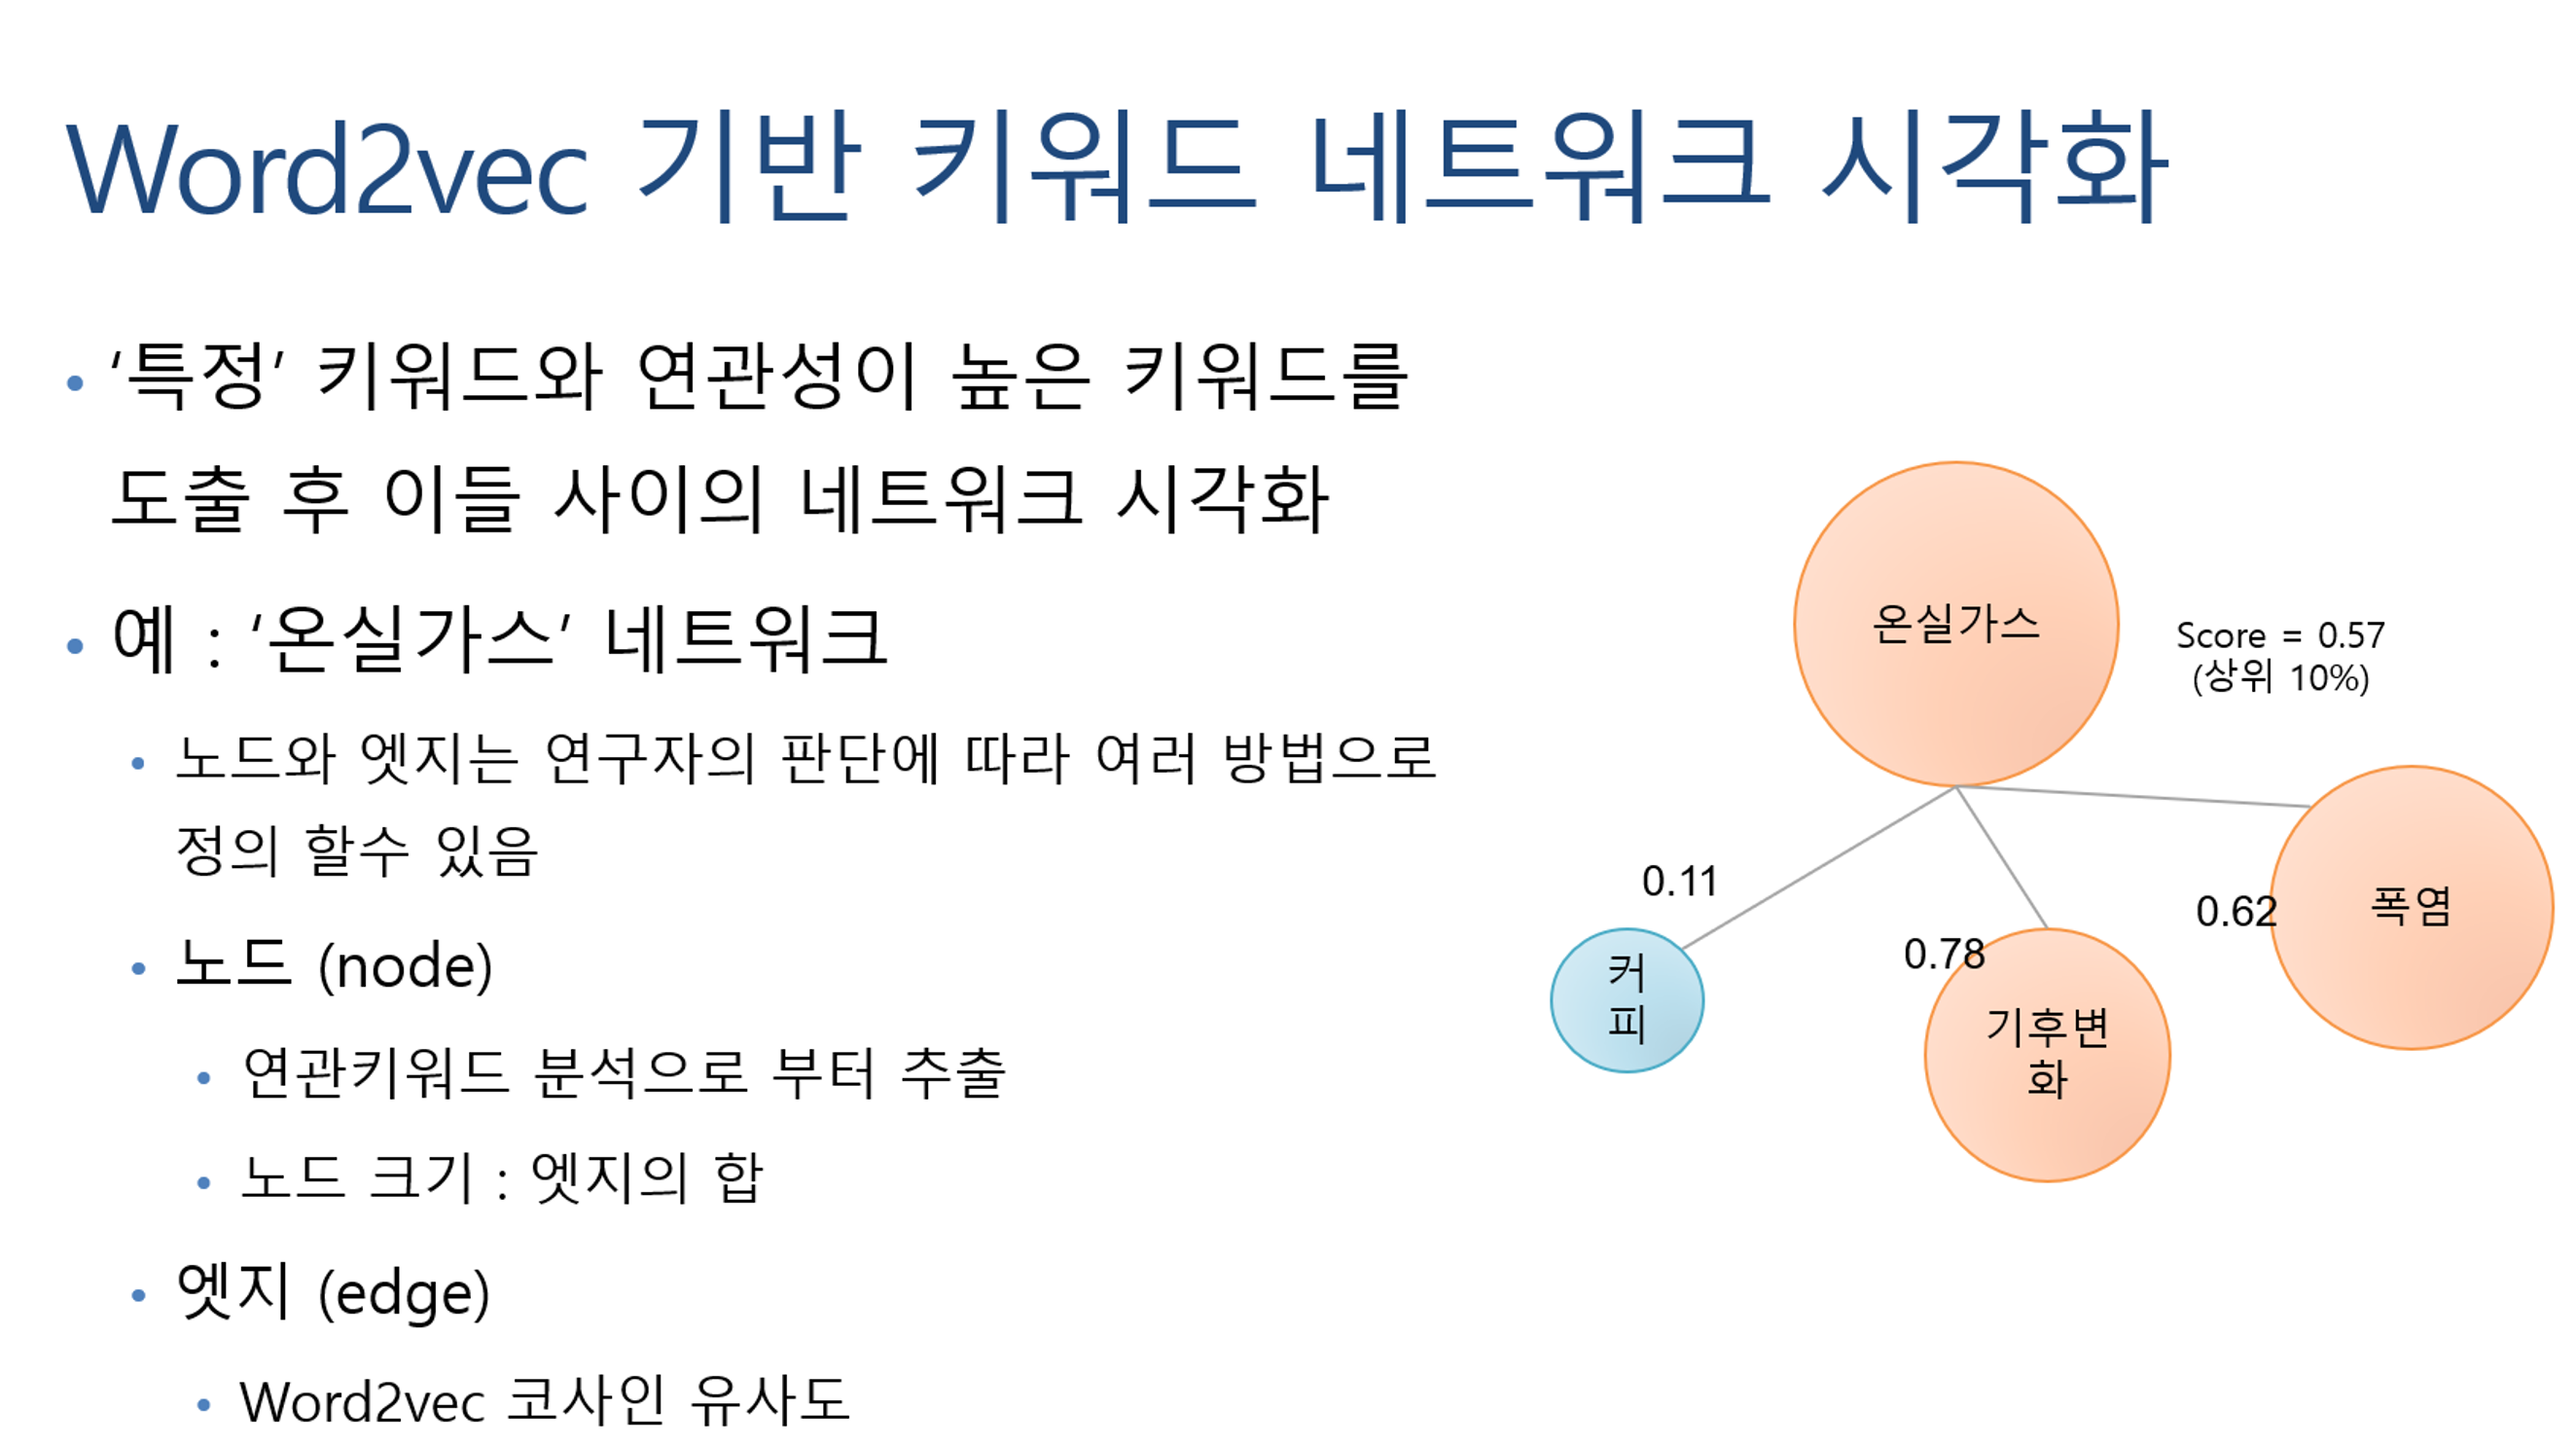 Word2vec 기반 키워드 네트워크 시각화
• ‘특정’ 키워드와 연관성이 높은 키워드를
도출 후 이들 사이의 네트워크 시각화
• 예 : ‘온실가스’ 네트워크
• 노드와 엣지는 연구자의 판단에 따라 여러 방법으로
정의 할수 있음
• 노드 (node)
• 연관키워드 분석으로 부터 추출
• 노드 크기 : 엣지의 합
• 엣지 (edge)
• Word2vec 코사인 유사도
온실가스
Score = 0.57
(상위 10%)
0.11
0.78
0.62
커
피
기후변
화
폭염